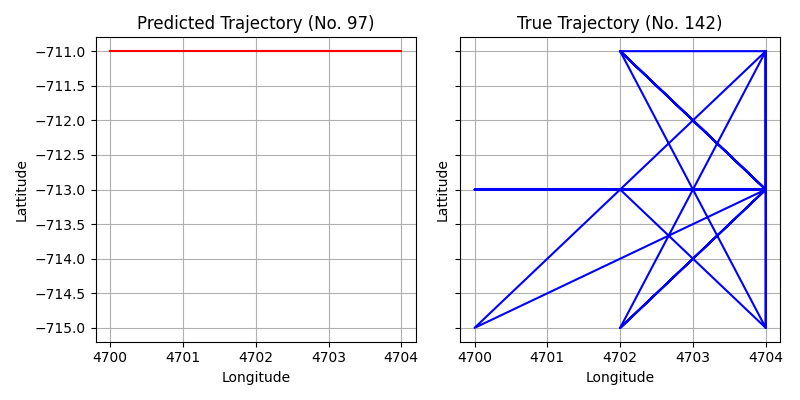 Predicted Trajectory (No. 97)
True Trajectory (No. 142)
Lattitude
−711.0
−711.5
−712.0
−712.5
−713.0
−713.5
−714.0
−714.5
−715.0
4700 4701 4702 4703 4704
Longitude
Lattitude
4700 4701 4702 4703 4704
Longitude